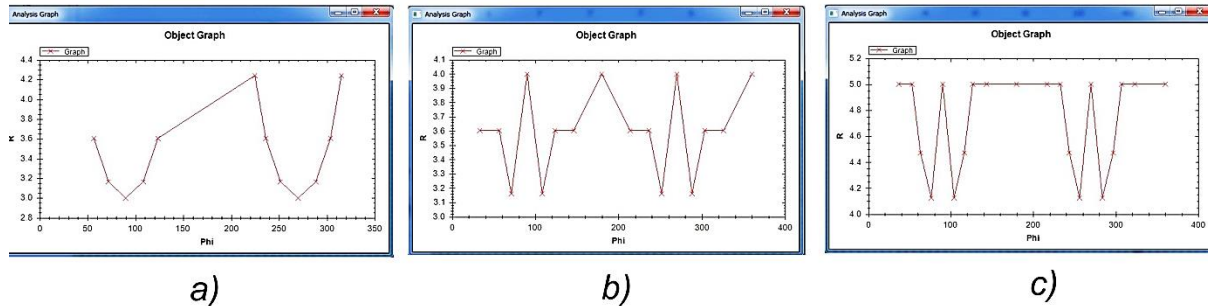 Analysis Graph
Object Graph
Graph
4.4
4.2
4.0
3.8
3.6
3.4
3.2
3.0
2.8
R
0 50 100 150 200 250 300 350
Phi
a)
Analysis Graph
Object Graph
Graph
4.1
4.0
3.9
3.8
3.7
3.6
3.5
3.4
3.3
3.2
3.1
3.0
R
0 100 200 300 400
Phi
b)
Analysis Graph
Object Graph
Graph
5.2
5.0
4.8
4.6
4.4
4.2
4.0
R
0 100 200 300 400
Phi
c)